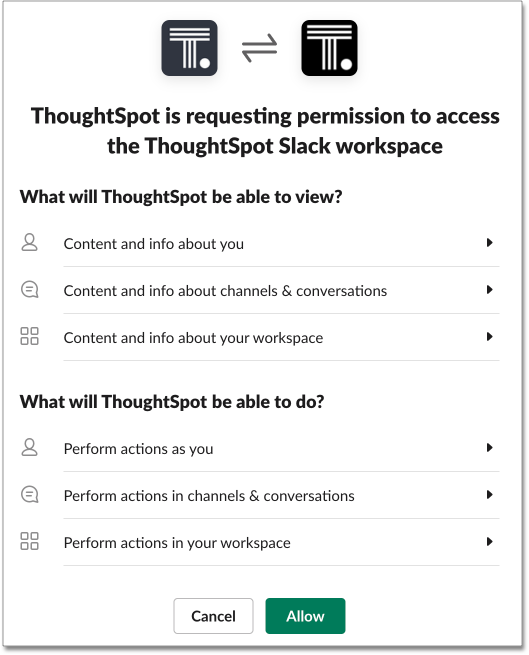 ThoughtSpot is requesting permission to access
the ThoughtSpot Slack workspace
What will ThoughtSpot be able to view?
Content and info about you
Content and info about channels & conversations
Content and info about your workspace
What will ThoughtSpot be able to do?
Perform actions as you
Perform actions in channels & conversations
Perform actions in your workspace
Cancel
Allow